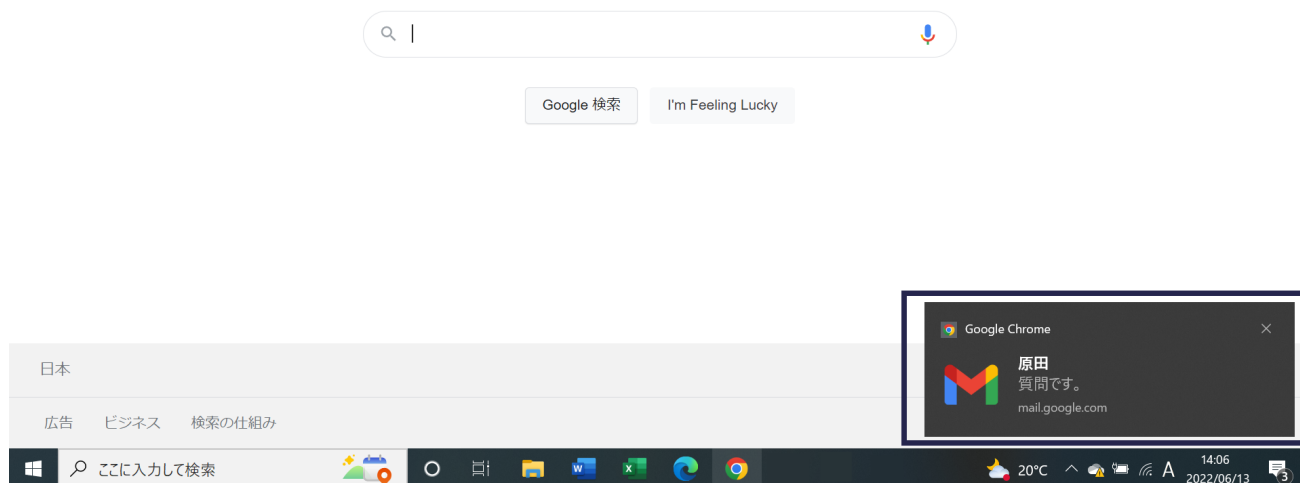 Google 検索
I'm Feeling Lucky
Google Chrome
原田
質問です。
mail.google.com
日本
広告
ビジネス
検索の仕組み
ここに入力して検索
20°C
A
14:06
2022/06/13
3